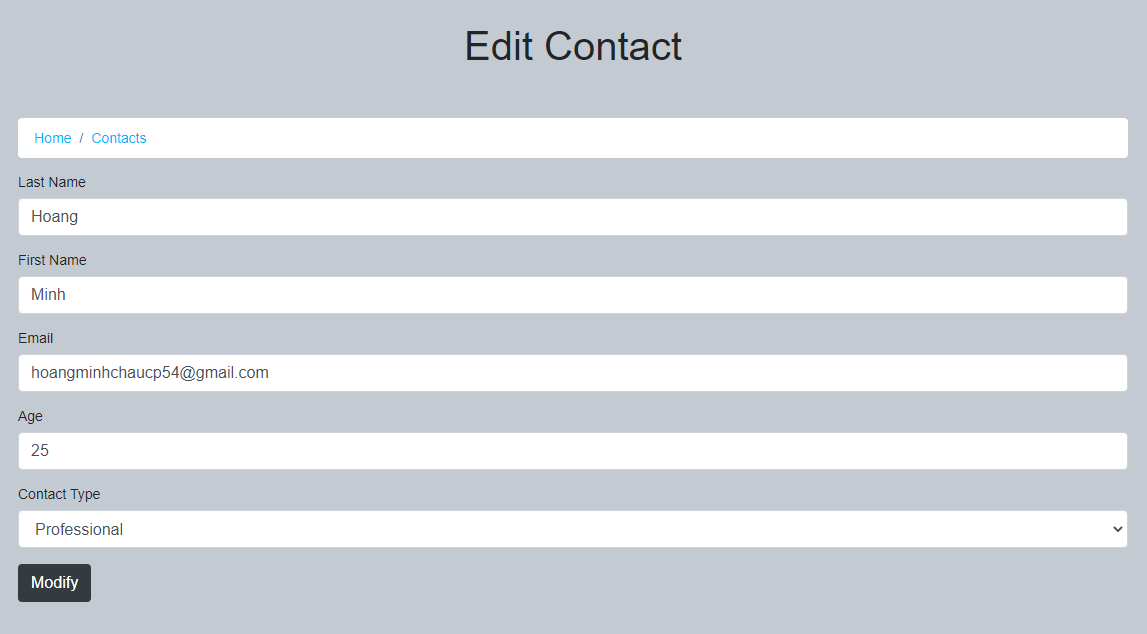 Edit Contact
Home / Contacts
Last Name
Hoang
First Name
Minh
Email
hoangminhchaucp54@gmail.com
Age
25
Contact Type
Professional
Modify